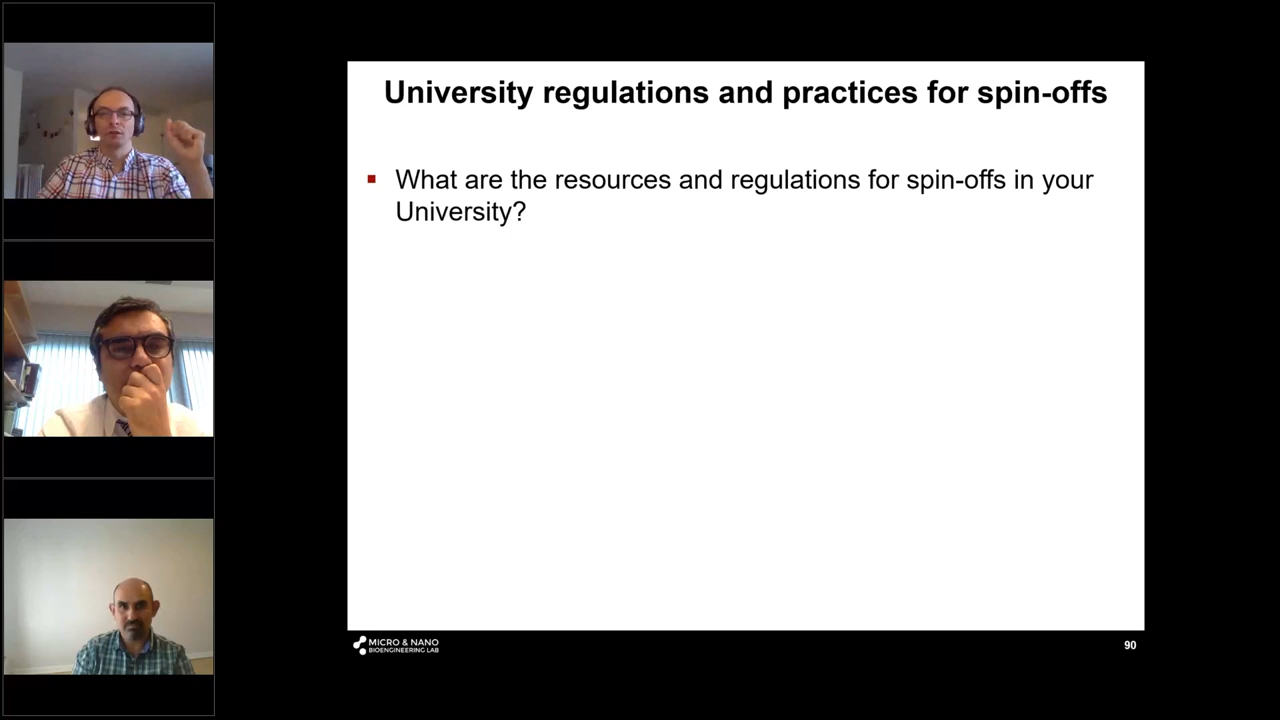 University regulations and practices for spin-offs
What are the resources and regulations for spin-offs in your
University?
MICRO & NANO
BIOENGINEERING LAB
90